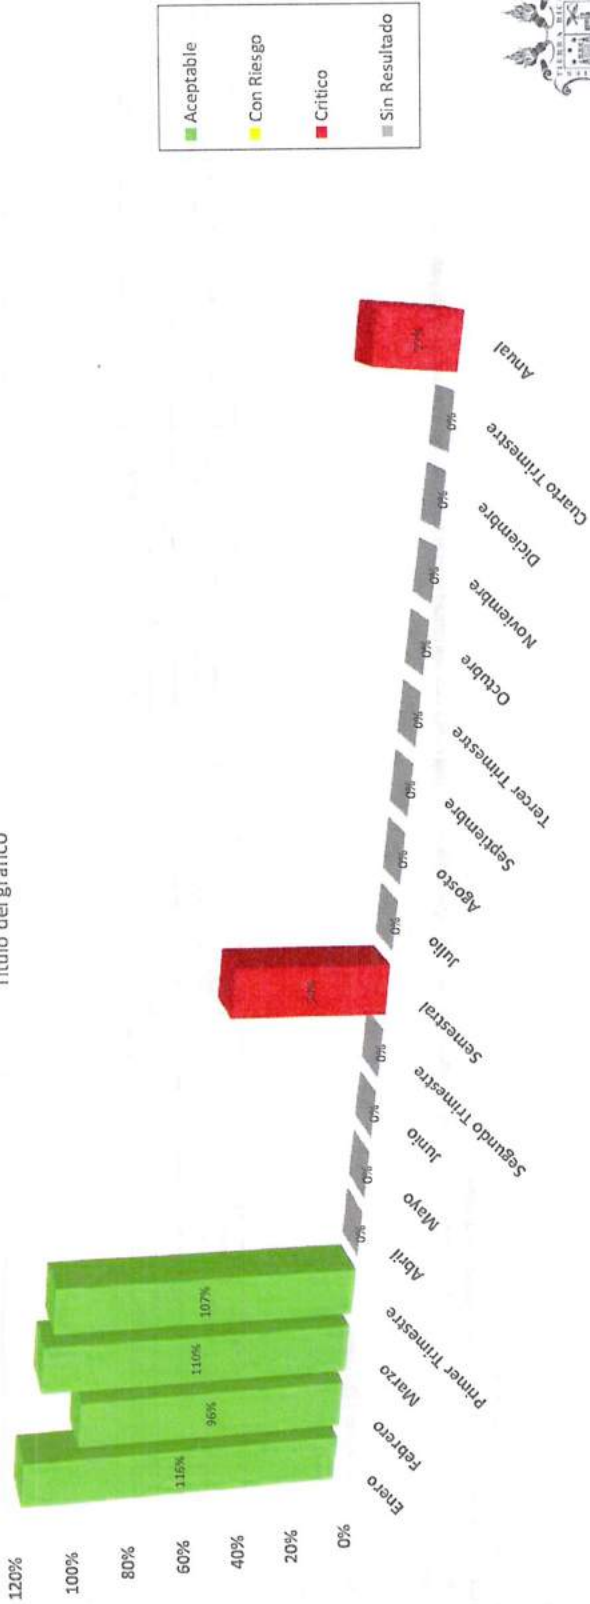 Título del gráfico
120%
100%
80%
60%
40%
20%
0%
116%
96%
110%
107%
0%
0%
0%
0%
0%
0%
0%
0%
0%
0%
0%
0%
Enero
Febrero
Marzo
Primer Trimestre
Abril
Mayo
Junio
Segundo Trimestre
Semestral
Julio
Agosto
Septiembre
Tercer Trimestre
Octubre
Noviembre
Diciembre
Cuarto Trimestre
Anual
Aceptable
Con Riesgo
Critico
Sin Resultado